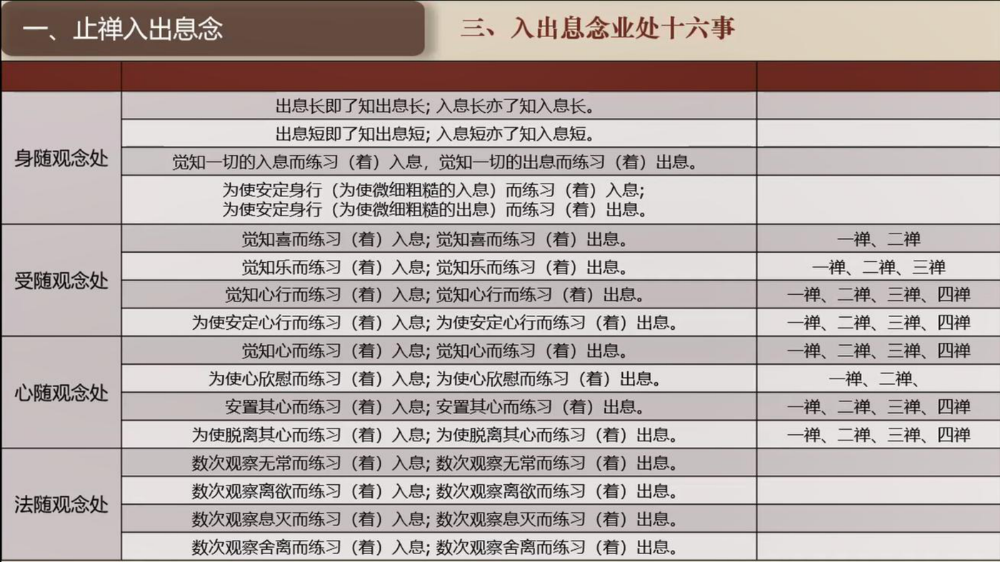 一、止禅入出息念
三、入出息念业处十六事
身随观念处
出息长即了知出息长; 入息长亦了知入息长。
出息短即了知出息短; 入息短亦了知入息短。
觉知一切的入息而练习（着）入息，觉知一切的出息而练习（着）出息。
为使安定身行（为使微细粗糙的入息）而练习（着）入息;
为使安定身行（为使微细粗糙的出息）而练习（着）出息。
受随观念处
觉知喜而练习（着）入息; 觉知喜而练习（着）出息。 一禅、二禅
觉知乐而练习（着）入息; 觉知乐而练习（着）出息。 一禅、二禅、三禅
觉知心行而练习（着）入息; 觉知心行而练习（着）出息。 一禅、二禅、三禅、四禅
为使安定心行而练习（着）入息; 为使安定心行而练习（着）出息。 一禅、二禅、三禅、四禅
心随观念处
觉知心而练习（着）入息; 觉知心而练习（着）出息。 一禅、二禅、三禅、四禅
为使心欣慰而练习（着）入息; 为使心欣慰而练习（着）出息。 一禅、二禅、
安置其心而练习（着）入息; 安置其心而练习（着）出息。 一禅、二禅、三禅、四禅
为使脱离其心而练习（着）入息; 为使脱离其心而练习（着）出息。 一禅、二禅、三禅、四禅
法随观念处
数次观察无常而练习（着）入息; 数次观察无常而练习（着）出息。
数次观察离欲而练习（着）入息; 数次观察离欲而练习（着）出息。
数次观察息灭而练习（着）入息; 数次观察息灭而练习（着）出息。
数次观察舍离而练习（着）入息; 数次观察舍离而练习（着）出息。